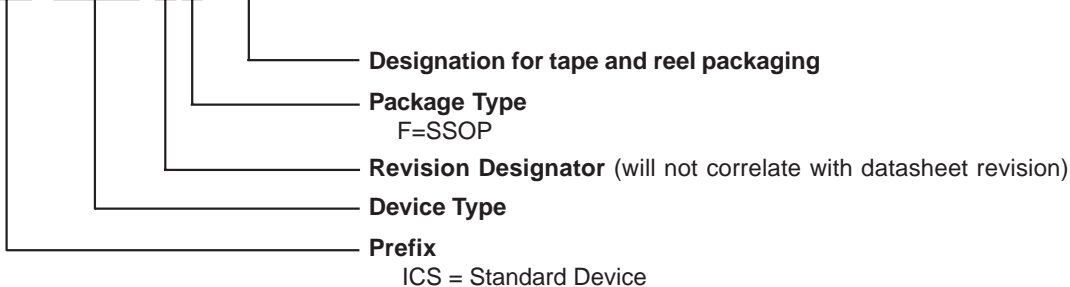 Designation for tape and reel packaging
Package Type
F=SSOP
Revision Designator (will not correlate with datasheet revision)
Device Type
Prefix
ICS = Standard Device